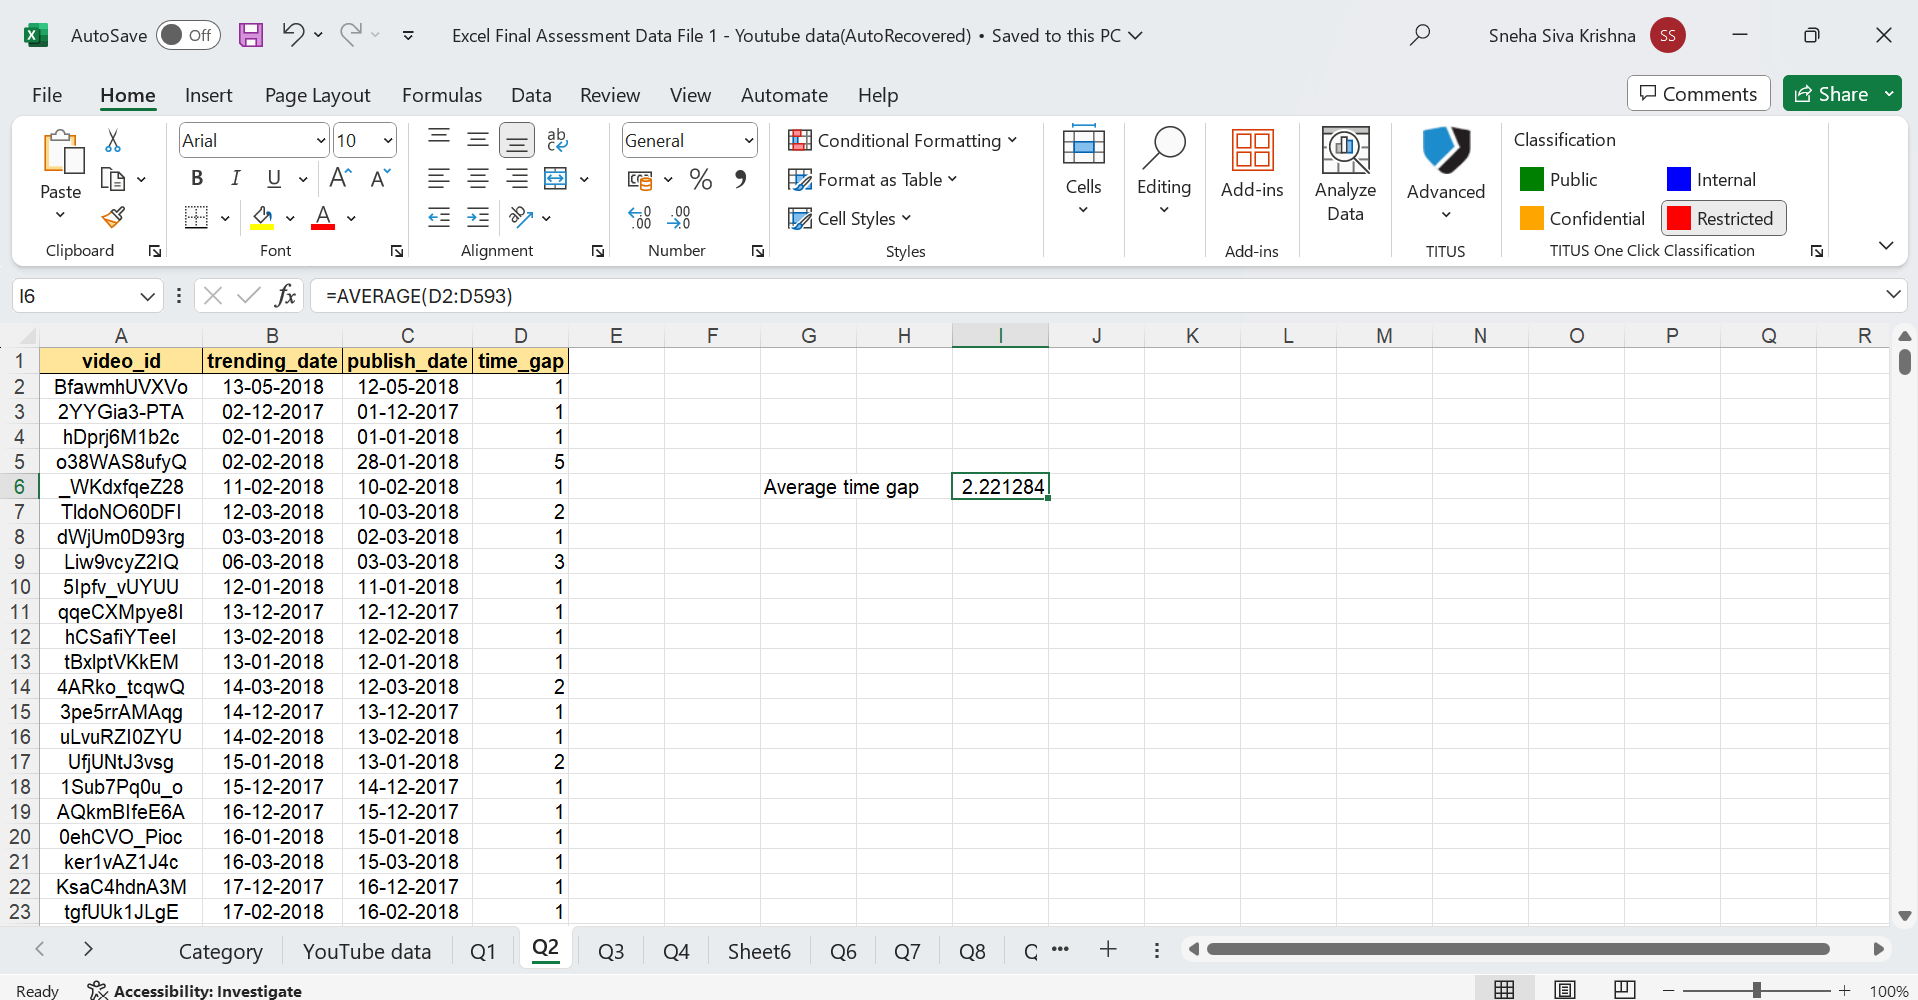 AutoSave Off Excel Final Assessment Data File 1 - Youtube data(AutoRecovered) • Saved to this PC Sneha Siva Krishna SS
File Home Insert Page Layout Formulas Data Review View Automate Help Comments Share
Paste
Clipboard
Arial 10
B I U
Font
ab
Alignment
General
% 
Number
Conditional Formatting
Format as Table
Cell Styles
Styles
Cells
Editing
Add-ins
Add-ins
Analyze
Data
Advanced
TITUS
Classification
Public Internal
Confidential Restricted
TITUS One Click Classification
I6 fx =AVERAGE(D2:D593)
A B C D E F G H I J K L M N O P Q R
1 video_id trending_date publish_date time_gap
2 BfawmhUVXVo 13-05-2018 12-05-2018 1
3 2YYGia3-PTA 02-12-2017 01-12-2017 1
4 hDprj6M1b2c 02-01-2018 01-01-2018 1
5 o38WAS8ufyQ 02-02-2018 28-01-2018 5
6 _WKdxfqeZ28 11-02-2018 10-02-2018 1 Average time gap 2.221284
7 TldoNO60DFI 12-03-2018 10-03-2018 2
8 dWjUm0D93rg 03-03-2018 02-03-2018 1
9 Liw9vcyZ2IQ 06-03-2018 03-03-2018 3
10 5Ipfv_vUYUU 12-01-2018 11-01-2018 1
11 qqeCXMpye8I 13-12-2017 12-12-2017 1
12 hCSafiYTeeI 13-02-2018 12-02-2018 1
13 tBxlptVKkEM 13-01-2018 12-01-2018 1
14 4ARko_tcqwQ 14-03-2018 12-03-2018 2
15 3pe5rrAMAqg 14-12-2017 13-12-2017 1
16 uLvuRZI0ZYU 14-02-2018 13-02-2018 1
17 UfjUNtJ3vsg 15-01-2018 13-01-2018 2
18 1Sub7Pq0u_o 15-12-2017 14-12-2017 1
19 AQkmBIfeE6A 16-12-2017 15-12-2017 1
20 0ehCVO_Pioc 16-01-2018 15-01-2018 1
21 ker1vAZ1J4c 16-03-2018 15-03-2018 1
22 KsaC4hdnA3M 17-12-2017 16-12-2017 1
23 tgfUUk1JLgE 17-02-2018 16-02-2018 1
Category YouTube data Q1 Q2 Q3 Q4 Sheet6 Q6 Q7 Q8 Q
Ready Accessibility: Investigate 100%